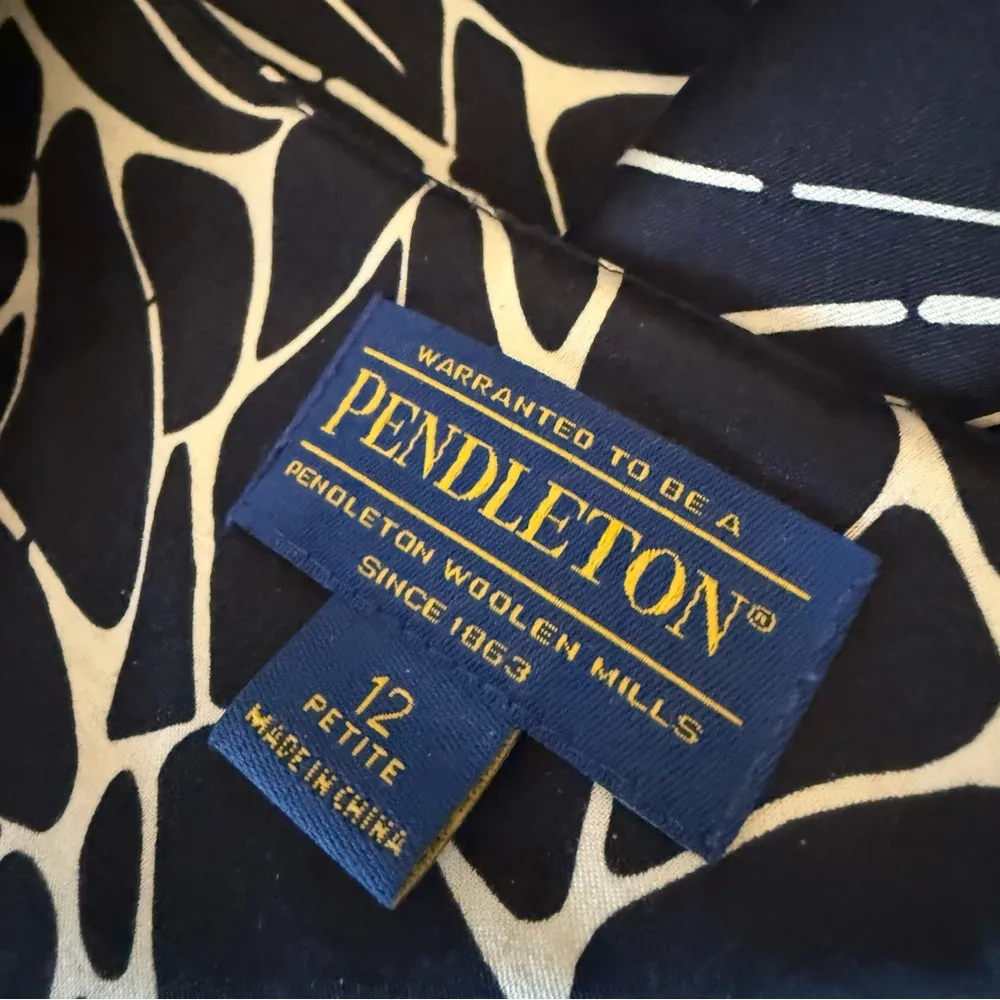 WARRANTED TO BE A
PENDLETON®
PENDLETON WOOLEN MILLS
SINCE 1863
12
PETITE
MADE IN CHINA